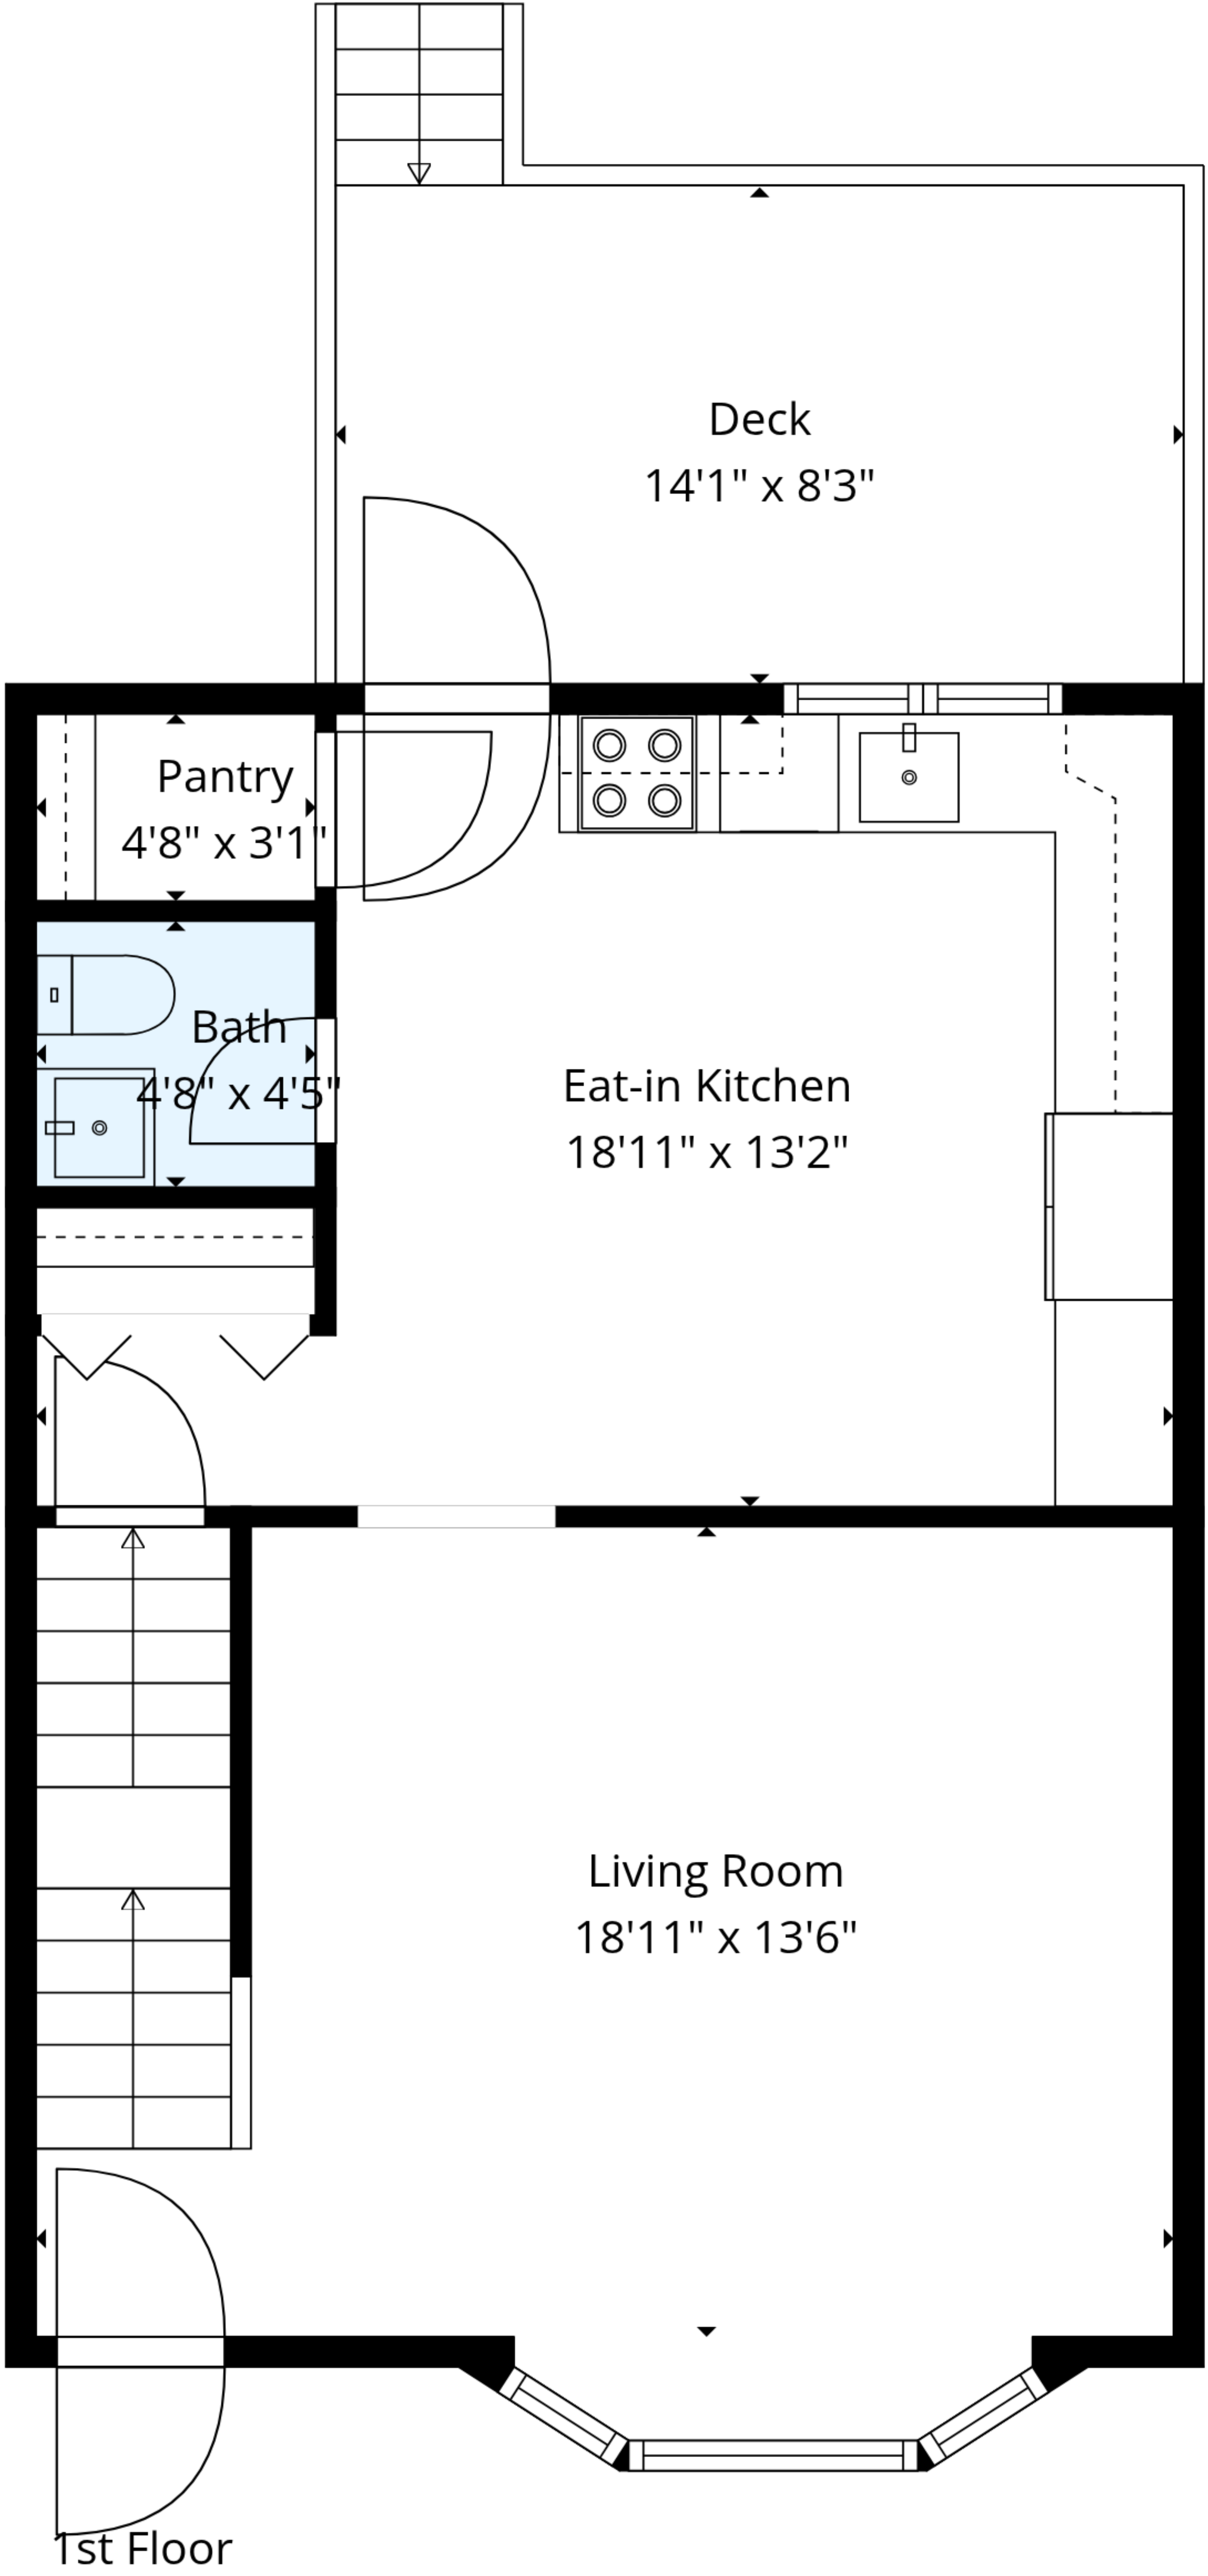 Deck
14'1" x 8'3"
Pantry
4'8" x 3'1"
Bath
4'8" x 4'5"
Eat-in Kitchen
18'11" x 13'2"
Living Room
18'11" x 13'6"
1st Floor